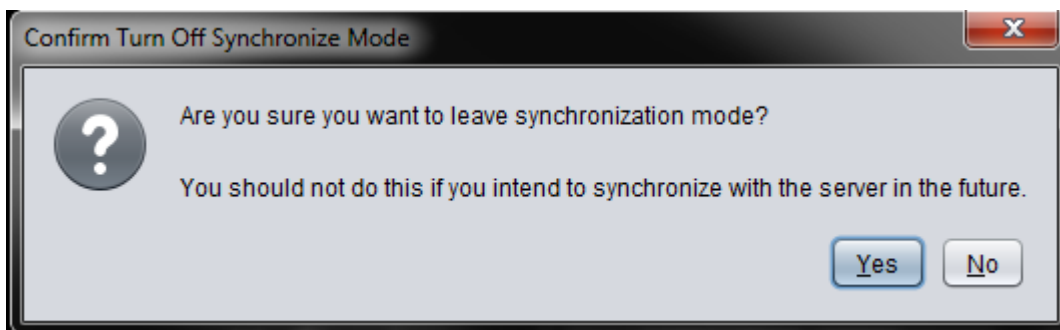 Confirm Turn Off Synchronize Mode
Are you sure you want to leave synchronization mode?
You should not do this if you intend to synchronize with the server in the future.
Yes No